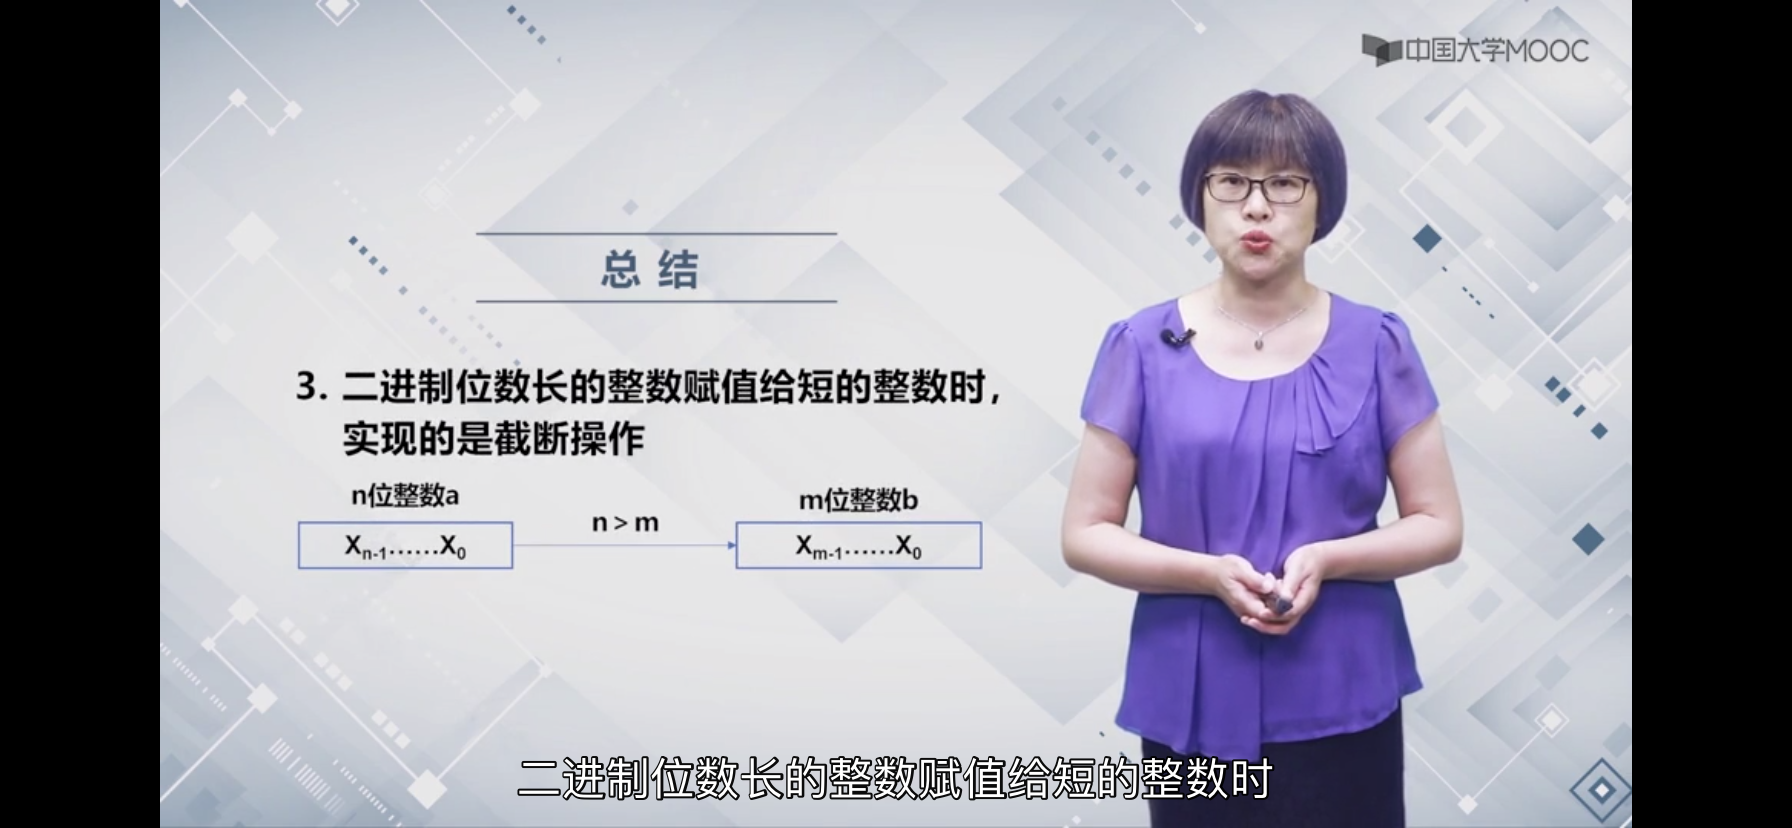 中国大学MOOC
总 结
3. 二进制位数长的整数赋值给短的整数时，
实现的是截断操作
n位整数a
m位整数b
n > m
Xn-1……X0
Xm-1……X0
二进制位数长的整数赋值给短的整数时